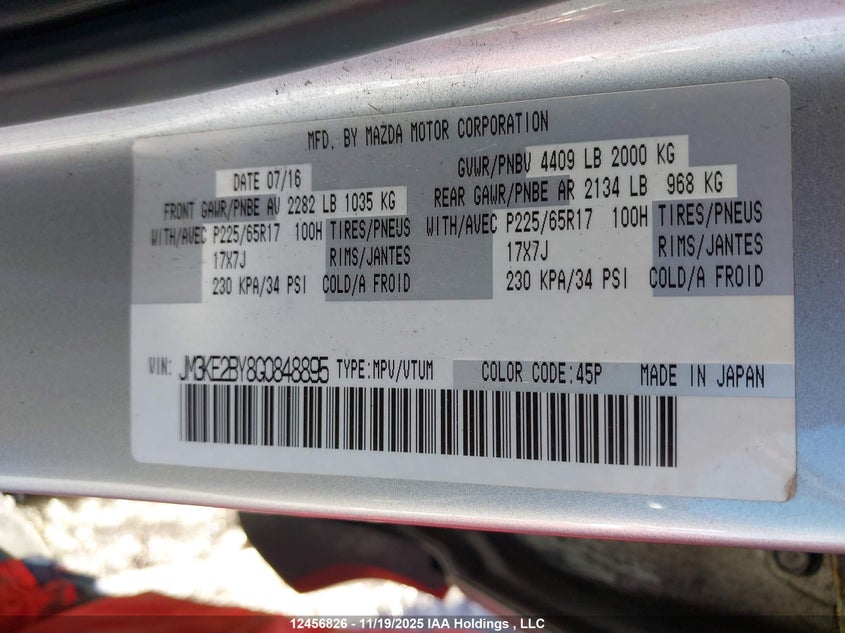 MFD. BY MAZDA MOTOR CORPORATION
DATE 07/16 GVWR/PNBV 4409 LB 2000 KG
FRONT GAWR/PNBE AV 2282 LB 1035 KG REAR GAWR/PNBE AR 2134 LB 968 KG
WITH/AVEC P225/65R17 100H TIRES/PNEUS WITH/AVEC P225/65R17 100H TIRES/PNEUS
17X7J RIMS/JANTES 17X7J RIMS/JANTES
230 KPA/34 PSI COLD/A FROID 230 KPA/34 PSI COLD/A FROID
VIN: JM3KE2BY8G0848895 TYPE:MPV/VTUM COLOR CODE:45P MADE IN JAPAN
12456826 - 11/19/2025 IAA Holdings , LLC